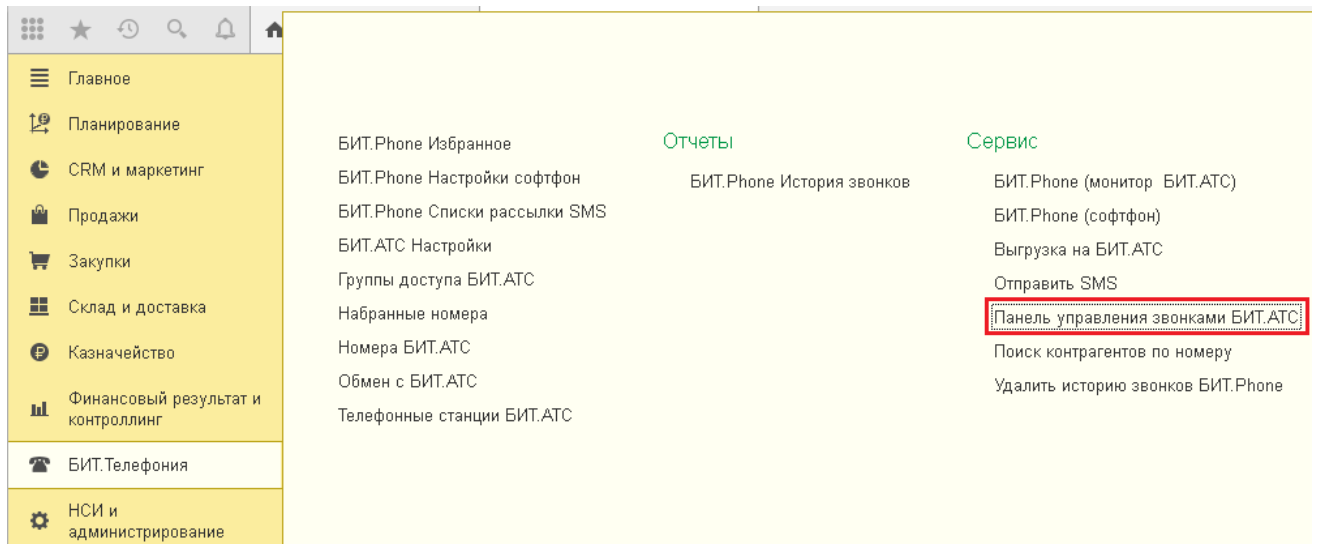 Главное
Планирование
CRM и маркетинг
Продажи
Закупки
Склад и доставка
Казначейство
Финансовый результат и
контроллинг
БИТ.Телефония
НСИ и
администрирование
БИТ.Phone Избранное
БИТ.Phone Настройки софтфон
БИТ.Phone Списки рассылки SMS
БИТ.АТС Настройки
Группы доступа БИТ.АТС
Набранные номера
Номера БИТ.АТС
Обмен с БИТ.АТС
Телефонные станции БИТ.АТС
Отчеты
БИТ.Phone История звонков
Сервис
БИТ.Phone (монитор БИТ.АТС)
БИТ.Phone (софтфон)
Выгрузка на БИТ.АТС
Отправить SMS
Панель управления звонками БИТ.АТС
Поиск контрагентов по номеру
Удалить историю звонков БИТ.Phone